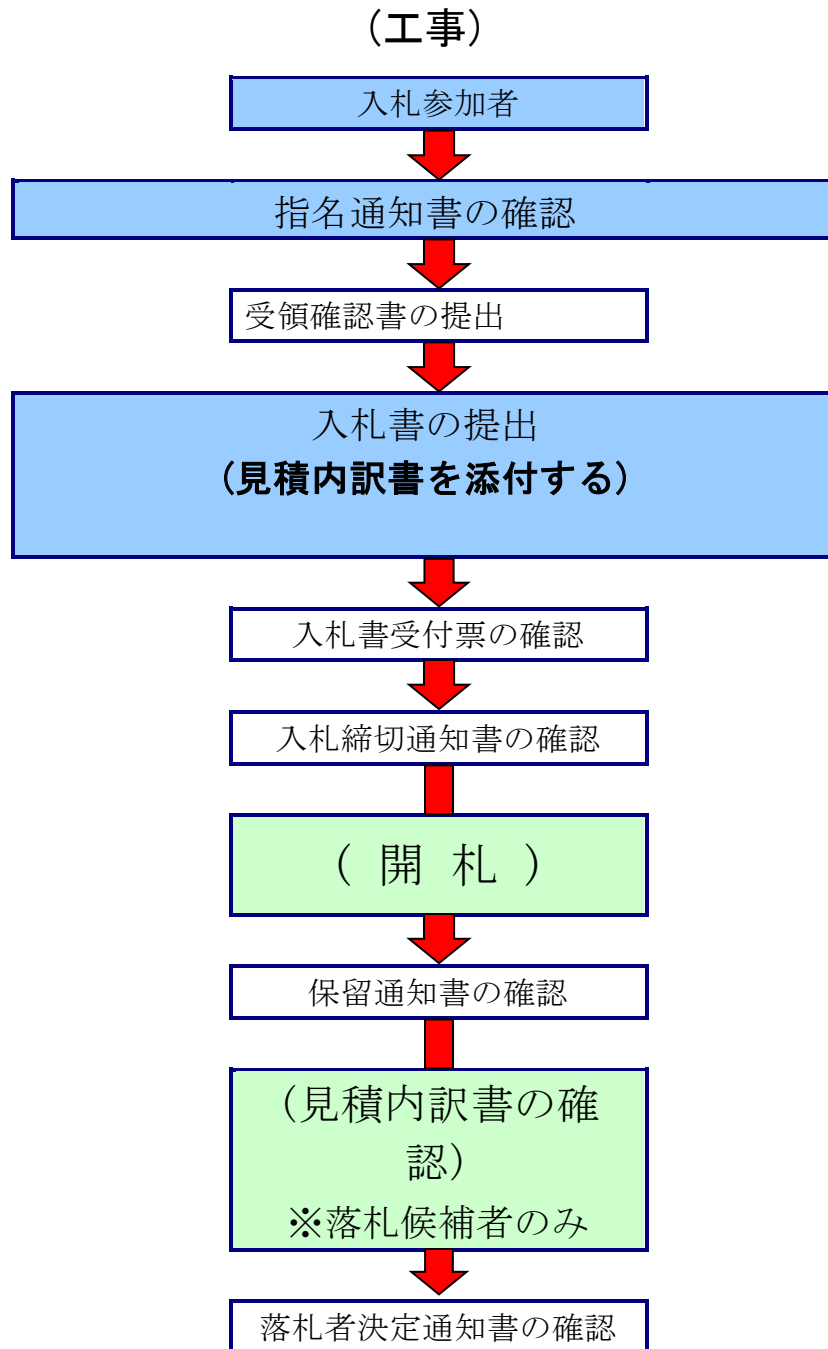 (工事)
入札参加者
指名通知書の確認
受領確認書の提出
入札書の提出
(見積内訳書を添付する)
入札書受付票の確認
入札締切通知書の確認
( 開 札 )
保留通知書の確認
(見積内訳書の確
認)
※落札候補者のみ
落札者決定通知書の確認